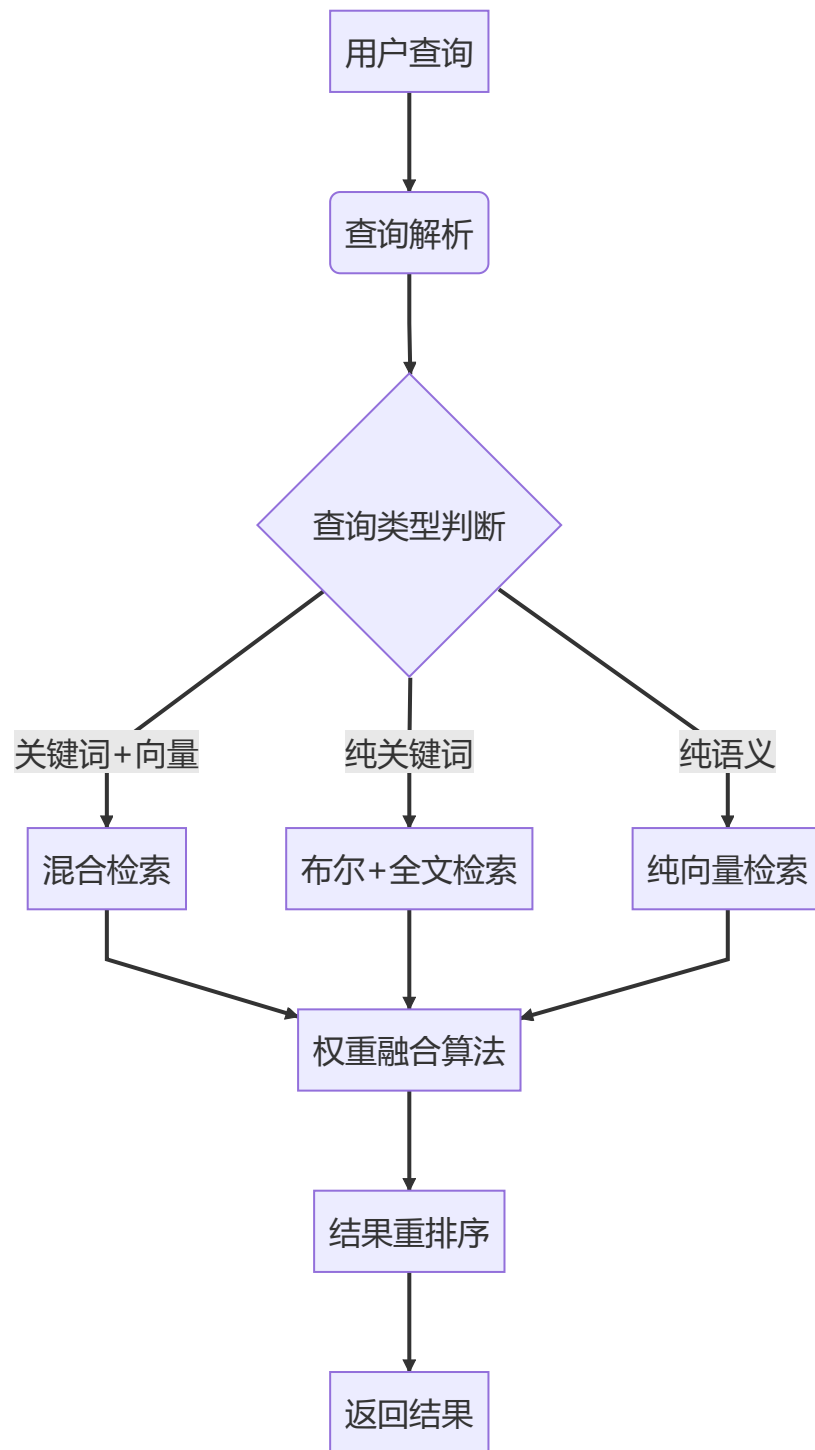 用户查询
查询解析
查询类型判断
关键词+向量
纯关键词
纯语义
混合检索
布尔+全文检索
纯向量检索
权重融合算法
结果重排序
返回结果